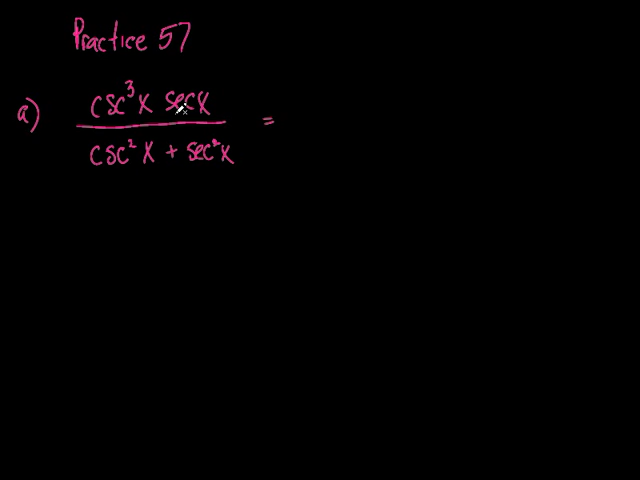 Practice 57
a) csc³x secx
=
csc²x + sec²x